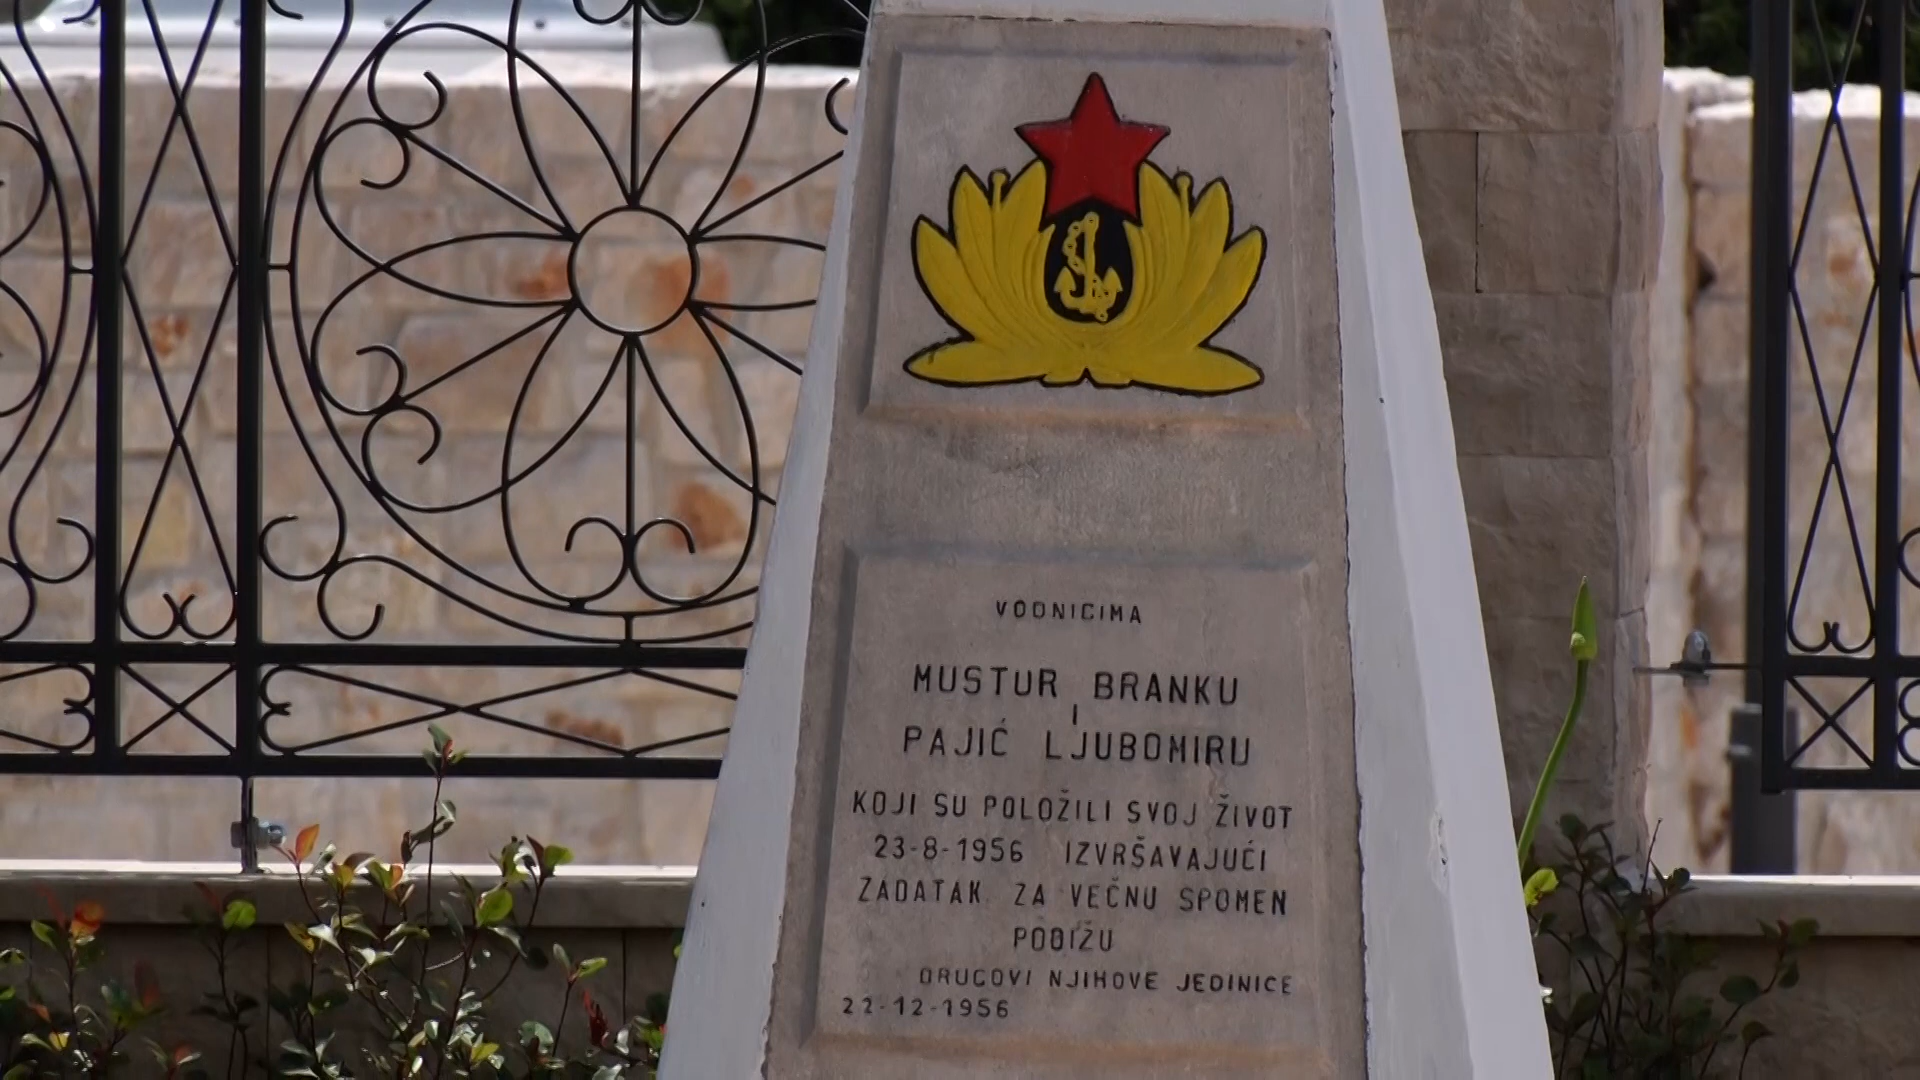 VODNICIMA
MUSTUR BRANKU
I
PAJIĆ LJUBOMIRU
KOJI SU POLOŽILI SVOJ ŽIVOT
23-8-1956 IZVRŠAVAJUĆI
ZADATAK ZA VEČNU SPOMEN
PODIŽU
DRUGOVI NJIHOVE JEDINICE
22-12-1956